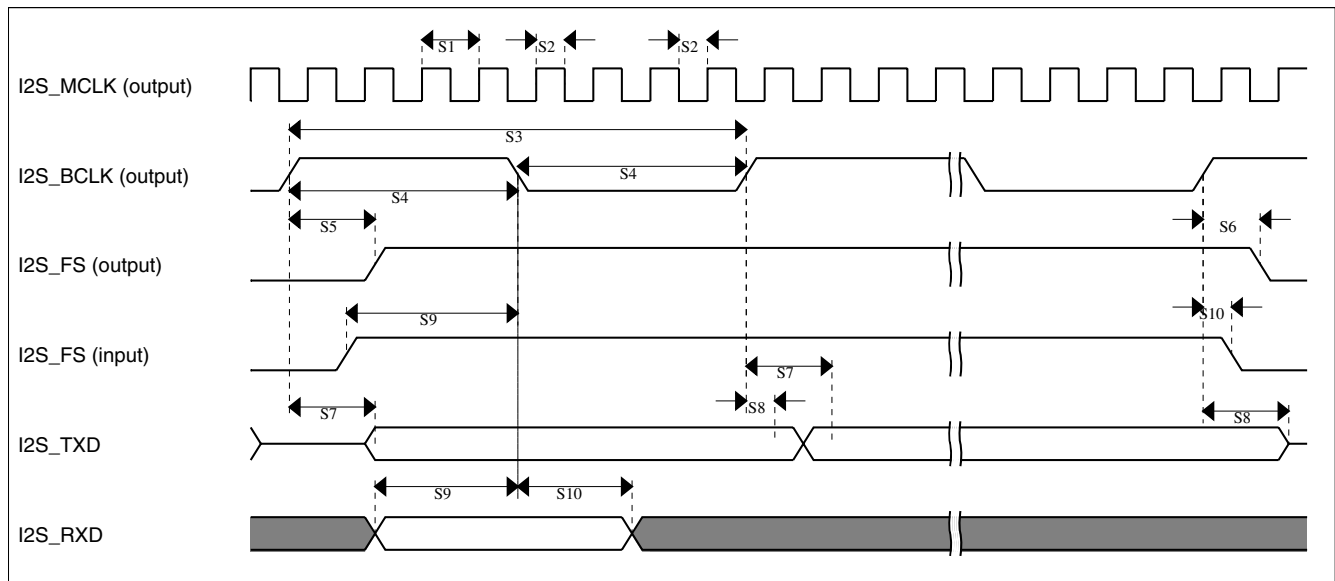 S1 S2 S2
I2S_MCLK (output)
S3
I2S_BCLK (output)
S4
S4
S5 S6
I2S_FS (output)
S9 S10
I2S_FS (input)
S7
S7 S8 S8
I2S_TXD
S9 S10
I2S_RXD